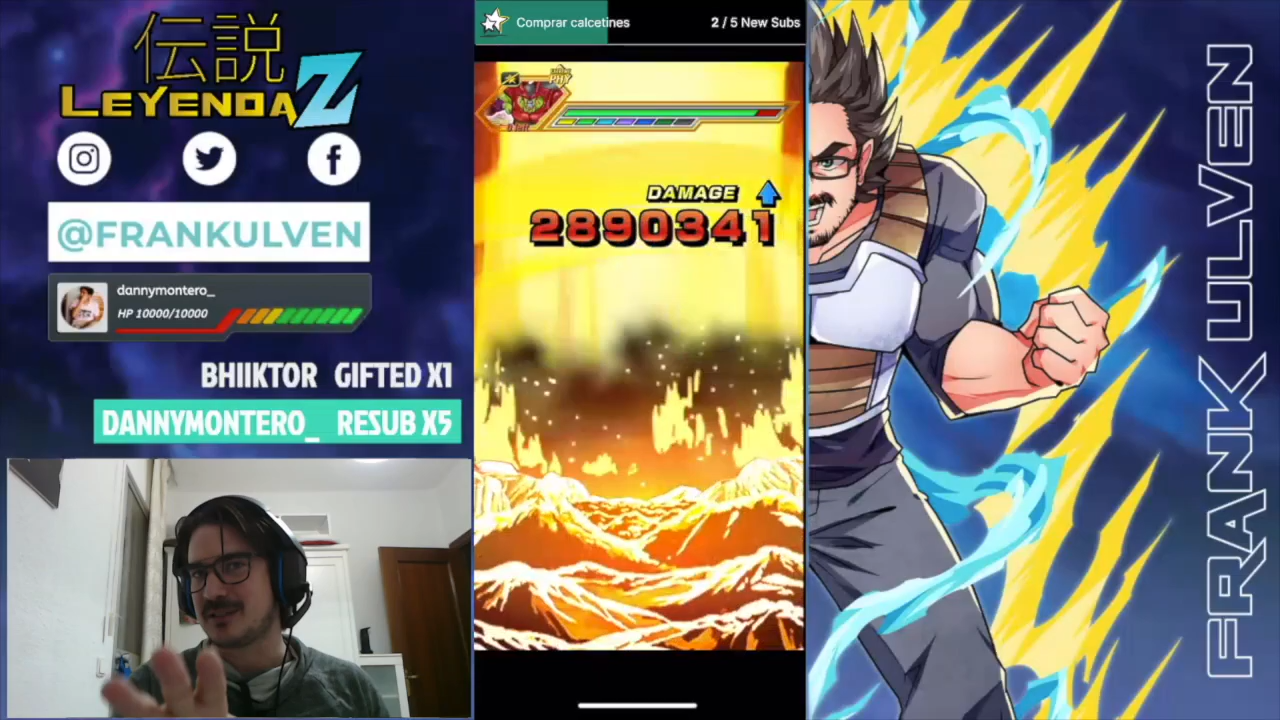 伝説
LEYENDA Z
@FRANKULVEN
dannymontero_
HP 10000/10000
BHIIKTOR GIFTED X1
DANNYMONTERO_ RESUB X5
Comprar calcetines
2 / 5 New Subs
PHY
DAMAGE
2890341
FRANK ULVEN